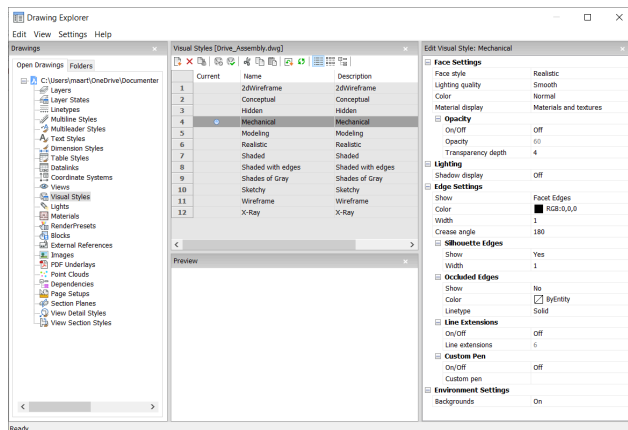 Drawing Explorer
Edit View Settings Help
Drawings
Open Drawings Folders
C:\Users\maart\OneDrive\Documenter
Layers
Layer States
Linetypes
Multiline Styles
Multileader Styles
Text Styles
Dimension Styles
Table Styles
Datalinks
Coordinate Systems
Views
Visual Styles
Lights
Materials
RenderPresets
Blocks
External References
Images
PDF Underlays
Point Clouds
Dependencies
Page Setups
Section Planes
View Detail Styles
View Section Styles
Visual Styles [Drive_Assembly.dwg]
Current Name Description
1 2dWireframe 2dWireframe
2 Conceptual Conceptual
3 Hidden Hidden
4 Mechanical Mechanical
5 Modeling Modeling
6 Realistic Realistic
7 Shaded Shaded
8 Shaded with edges Shaded with edges
9 Shades of Gray Shades of Gray
10 Sketchy Sketchy
11 Wireframe Wireframe
12 X-Ray X-Ray
Preview
Edit Visual Style: Mechanical
Face Settings
Face style Realistic
Lighting quality Smooth
Color Normal
Material display Materials and textures
Opacity
On/Off Off
Opacity 60
Transparency depth 4
Lighting
Shadow display Off
Edge Settings
Show Facet Edges
Color RGB:0,0,0
Width 1
Crease angle 180
Silhouette Edges
Show Yes
Width 1
Occluded Edges
Show No
Color ByEntity
Linetype Solid
Line Extensions
On/Off Off
Line extensions 6
Custom Pen
On/Off Off
Custom pen
Environment Settings
Backgrounds On
Ready